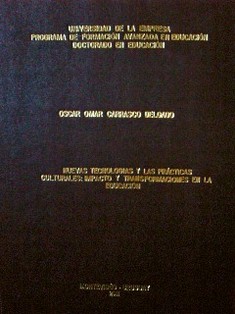 UNIVERSIDAD DE LA EMPRESA
PROGRAMA DE FORMACIÓN AVANZADA EN EDUCACIÓN
DOCTORADO EN EDUCACIÓN
OSCAR OMAR CARRASCO DELGADO
NUEVAS TECNOLOGIAS Y LAS PRÁCTICAS
CULTURALES: IMPACTO Y TRANSFORMACIONES EN LA
EDUCACIÓN
MONTEVIDEO - URUGUAY